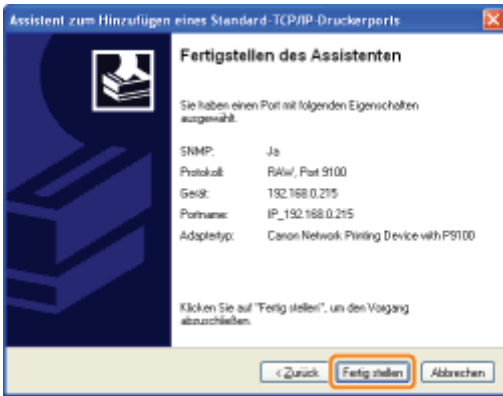 Assistent zum Hinzufügen eines Standard-TCP/IP-Druckerports
Fertigstellen des Assistenten
Sie haben einen Port mit folgenden Eigenschaften
ausgewählt.
SNMP: Ja
Protokoll: RAW, Port 9100
Gerät: 192.168.0.215
Portname: IP_192.168.0.215
Adaptertyp: Canon Network Printing Device with P9100
Klicken Sie auf "Fertig stellen", um den Vorgang
abzuschließen.
< Zurück Fertig stellen Abbrechen